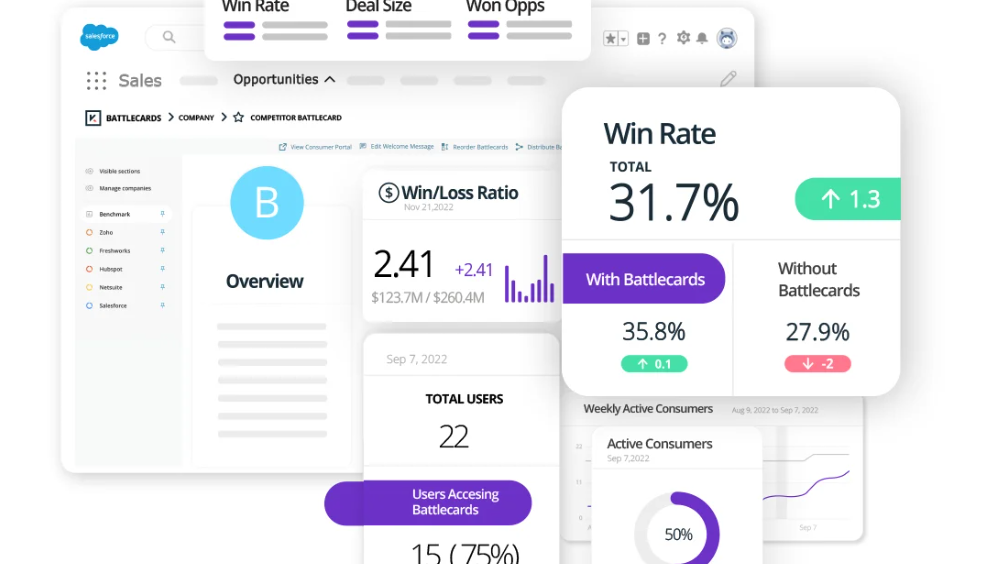 Win Rate
Deal Size
Won Opps
salesforce
Sales
Opportunities
BATTLECARDS
COMPANY
COMPETITOR BATTLECARD
View Consumer Portal
Edit Welcome Message
Reorder Battlecards
Distribute
Visible sections
Manage companies
Benchmark
Zoho
Freshworks
Hubspot
Netsuite
Salesforce
B
Overview
Win/Loss Ratio
Nov 21,2022
2.41
+2.41
$123.7M / $260.4M
Sep 7, 2022
TOTAL USERS
22
Users Accesing
Battlecards
15 (75%)
Win Rate
TOTAL
31.7%
1.3
With Battlecards
35.8%
0.1
Without
Battlecards
27.9%
-2
Weekly Active Consumers
Aug 9, 2022 to Sep 7, 2022
22
11
0
Sep 7
Active Consumers
Sep 7,2022
50%